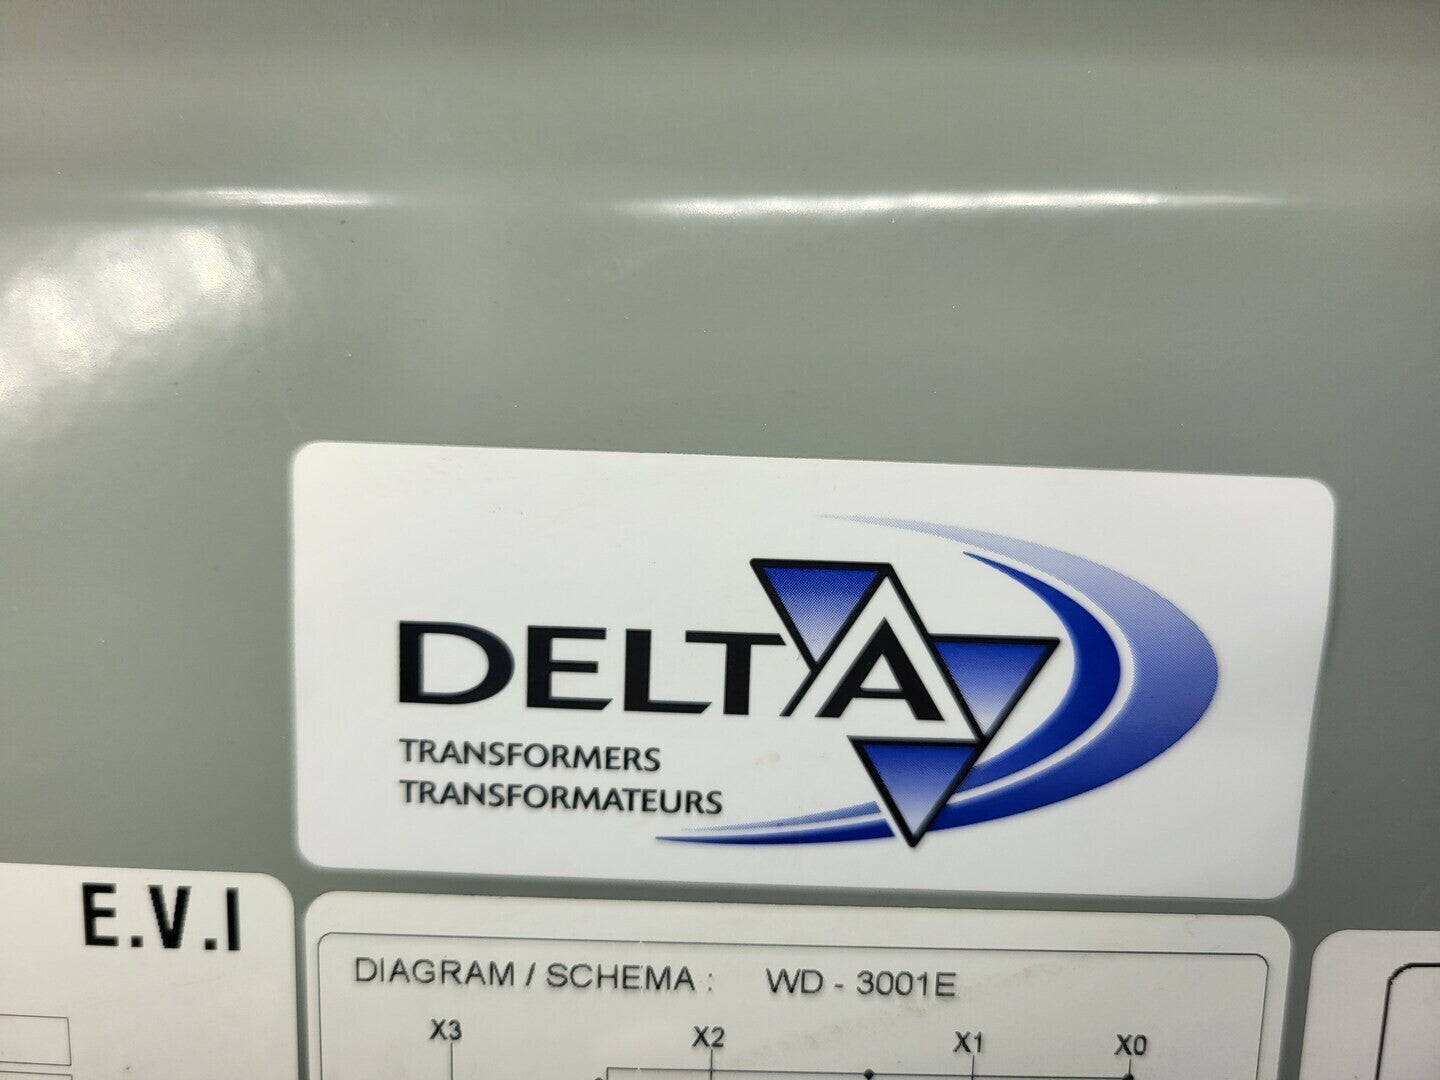 DELTA
TRANSFORMERS
TRANSFORMATEURS
E.V.I
DIAGRAM / SCHEMA : WD - 3001E
X3 X2 X1 X0